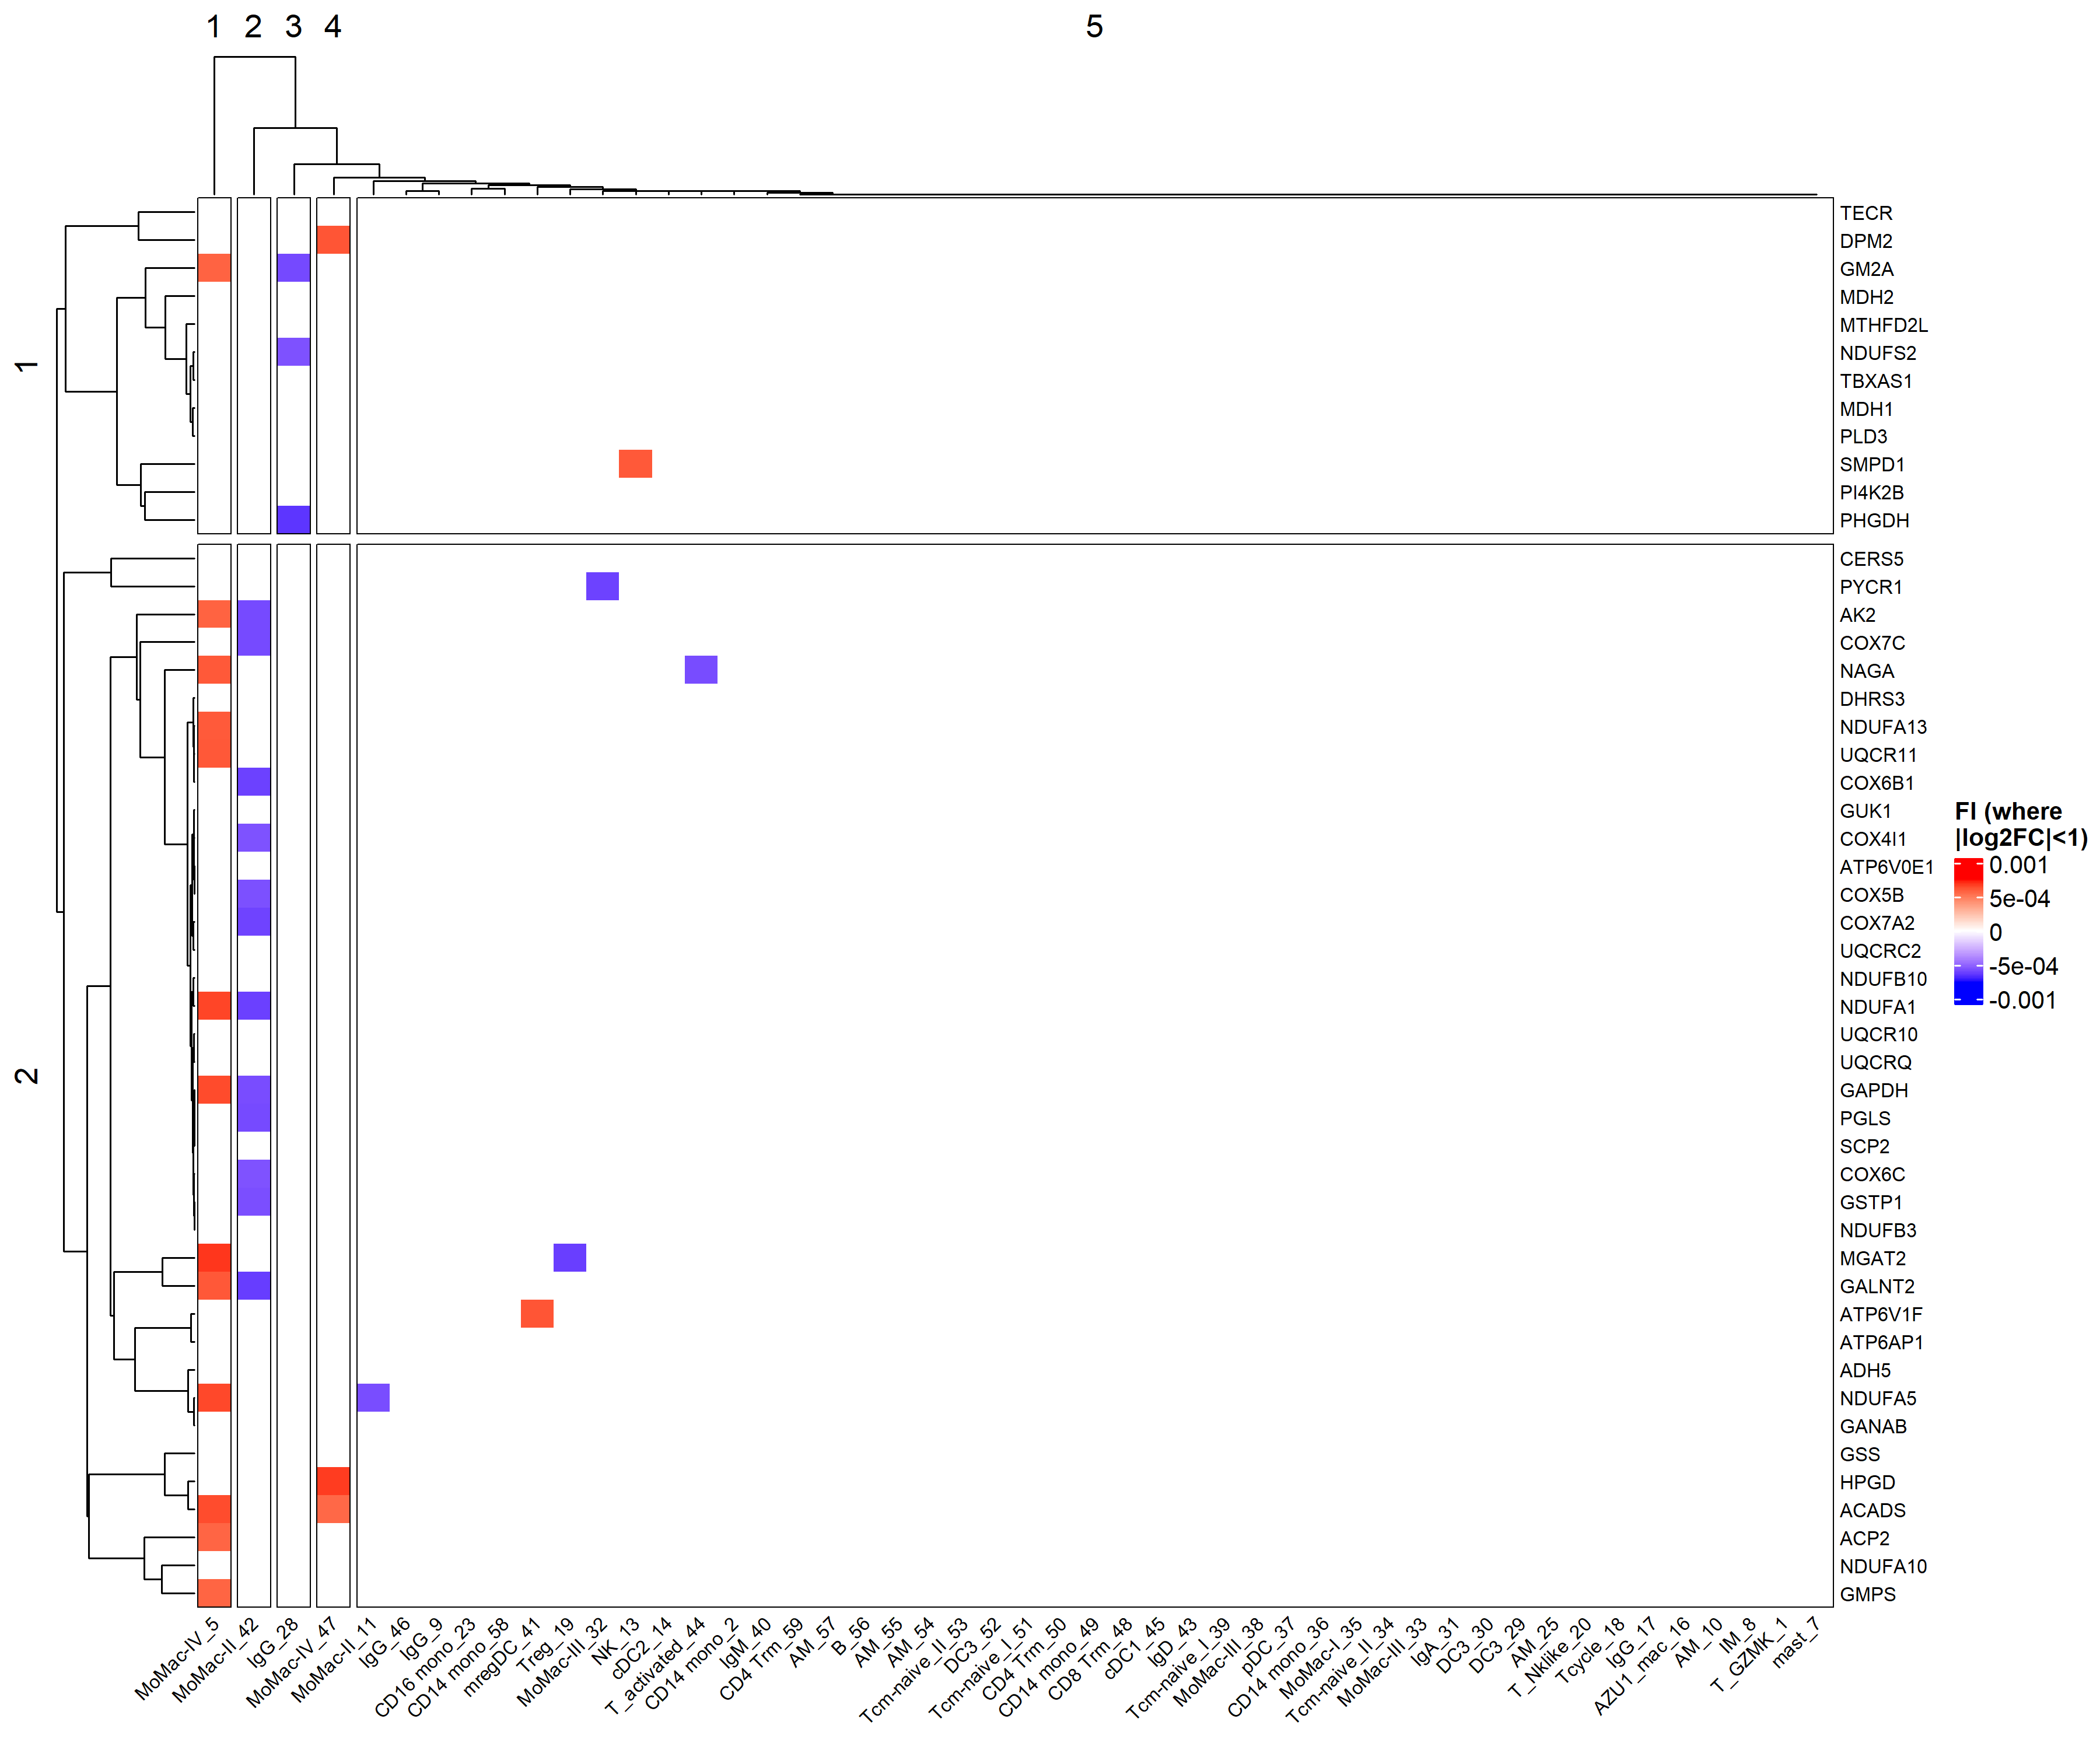 1 2 3 4 5
1
2
TECR
DPM2
GM2A
MDH2
MTHFD2L
NDUFS2
TBXAS1
MDH1
PLD3
SMPD1
PI4K2B
PHGDH
CERS5
PYCR1
AK2
COX7C
NAGA
DHRS3
NDUFA13
UQCR11
COX6B1
GUK1
COX4I1
ATP6V0E1
COX5B
COX7A2
UQCRC2
NDUFB10
NDUFA1
UQCR10
UQCRQ
GAPDH
PGLS
SCP2
COX6C
GSTP1
NDUFB3
MGAT2
GALNT2
ATP6V1F
ATP6AP1
ADH5
NDUFA5
GANAB
GSS
HPGD
ACADS
ACP2
NDUFA10
GMPS
FI (where
|log2FC|<1)
0.001
5e-04
0
-5e-04
-0.001
MoMac-IV_5
MoMac-II_42
IgG_28
MoMac-IV_47
MoMac-II_11
IgG_46
IgG_9
CD16 mono_23
CD14 mono_58
mregDC_41
Treg_19
MoMac-III_32
NK_13
cDC2_14
T_activated_44
CD14 mono_2
IgM_40
CD4 Trm_59
AM_57
B_56
AM_55
AM_54
Tcm-naive_II_53
DC3_52
Tcm-naive_I_51
CD4 Trm_50
CD14 mono_49
CD8 Trm_48
cDC1_45
IgD_43
Tcm-naive_I_39
MoMac-III_38
pDC_37
CD14 mono_36
MoMac-I_35
Tcm-naive_II_34
MoMac-III_33
IgA_31
DC3_30
DC3_29
AM_25
T_Nklike_20
Tcycle_18
IgG_17
AZU1_mac_16
AM_10
IM_8
T_GZMK_1
mast_7